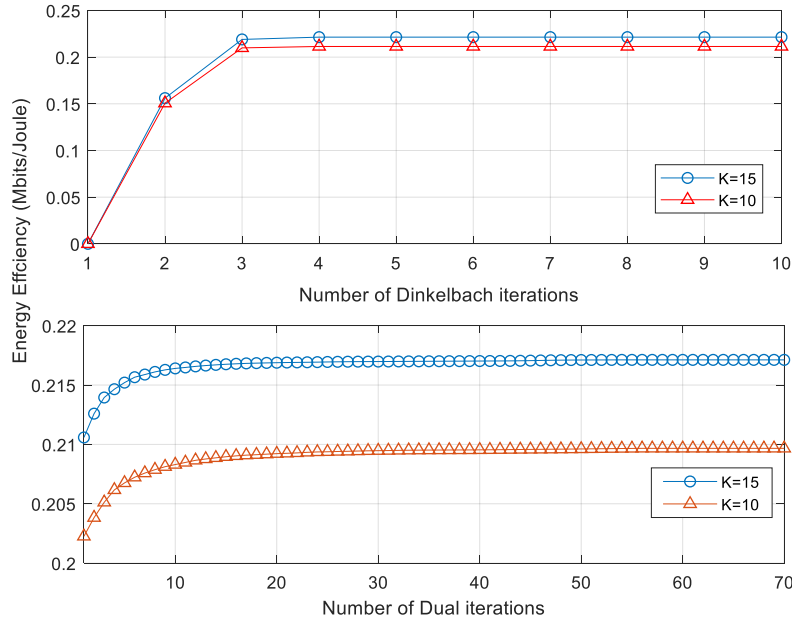 Energy Effciency (Mbits/Joule)
0.25
0.2
0.15
0.1
0.05
0
1 2 3 4 5 6 7 8 9 10
K=15
K=10
Number of Dinkelbach iterations
0.22
0.215
0.21
0.205
0.2
10 20 30 40 50 60 70
K=15
K=10
Number of Dual iterations